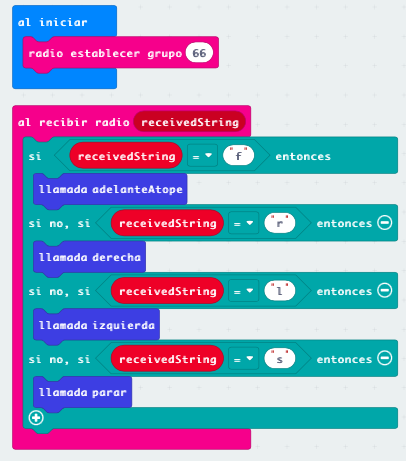 al iniciar
radio establecer grupo 66
al recibir radio receivedString
si receivedString = "f" entonces
llamada adelanteAtope
si no, si receivedString = "r" entonces
llamada derecha
si no, si receivedString = "l" entonces
llamada izquierda
si no, si receivedString = "s" entonces
llamada parar